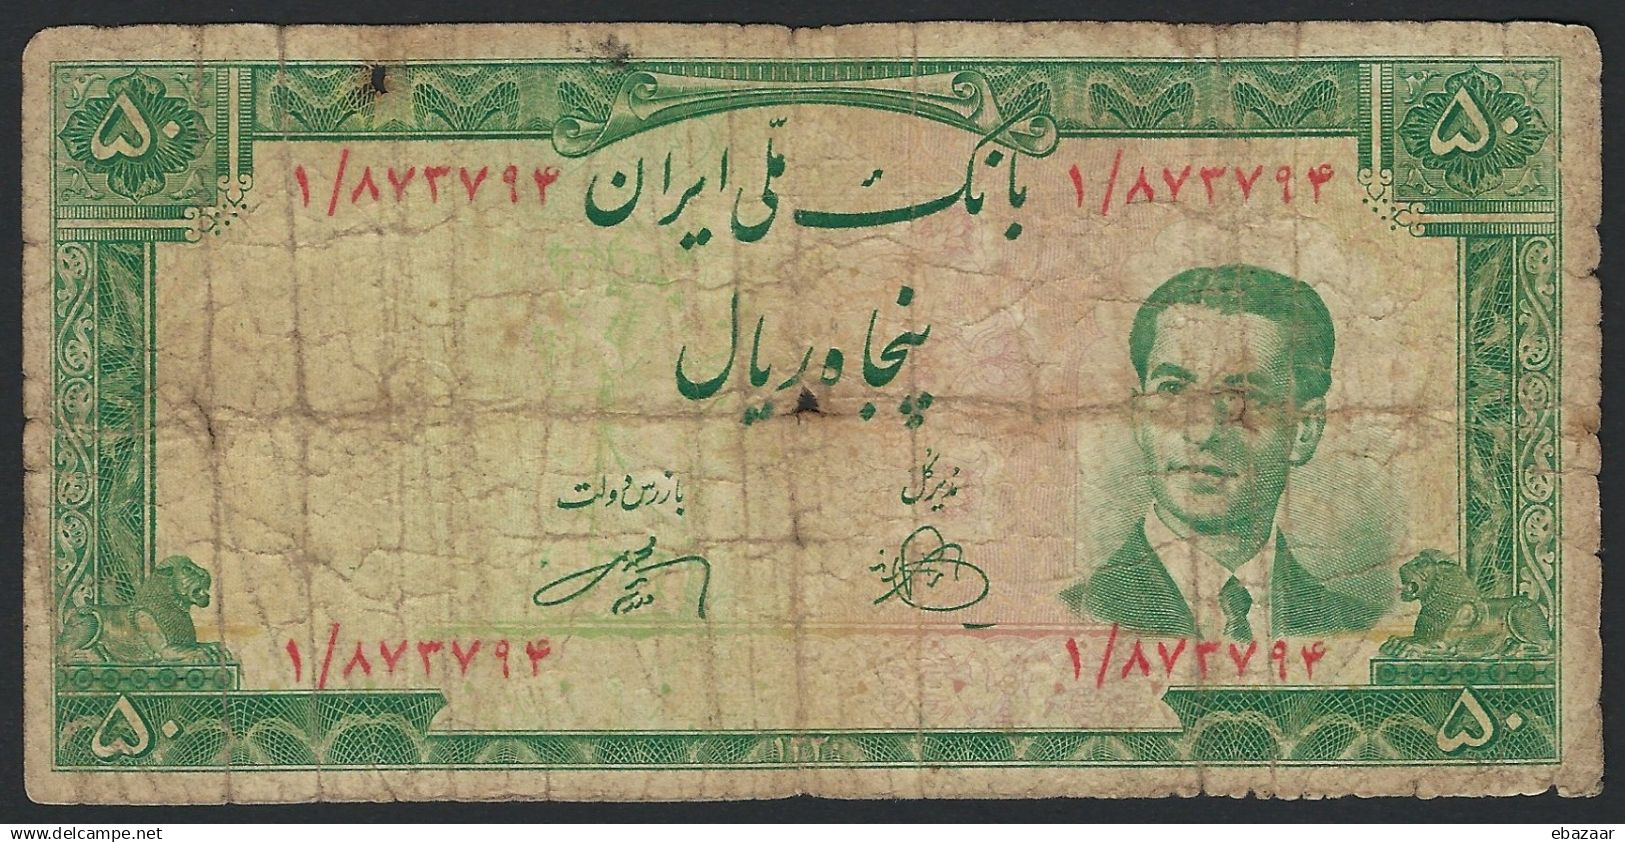 ۵۰ ۵۰
۱/۸۷۳۷۹۴ بانک ملّی ایران ۱/۸۷۳۷۹۴
پنجاه ریال
مدیر کل
بازرس دولت
۱/۸۷۳۷۹۴ ۱/۸۷۳۷۹۴
۵۰ ۵۰
www.delcampe.net
ebazaar